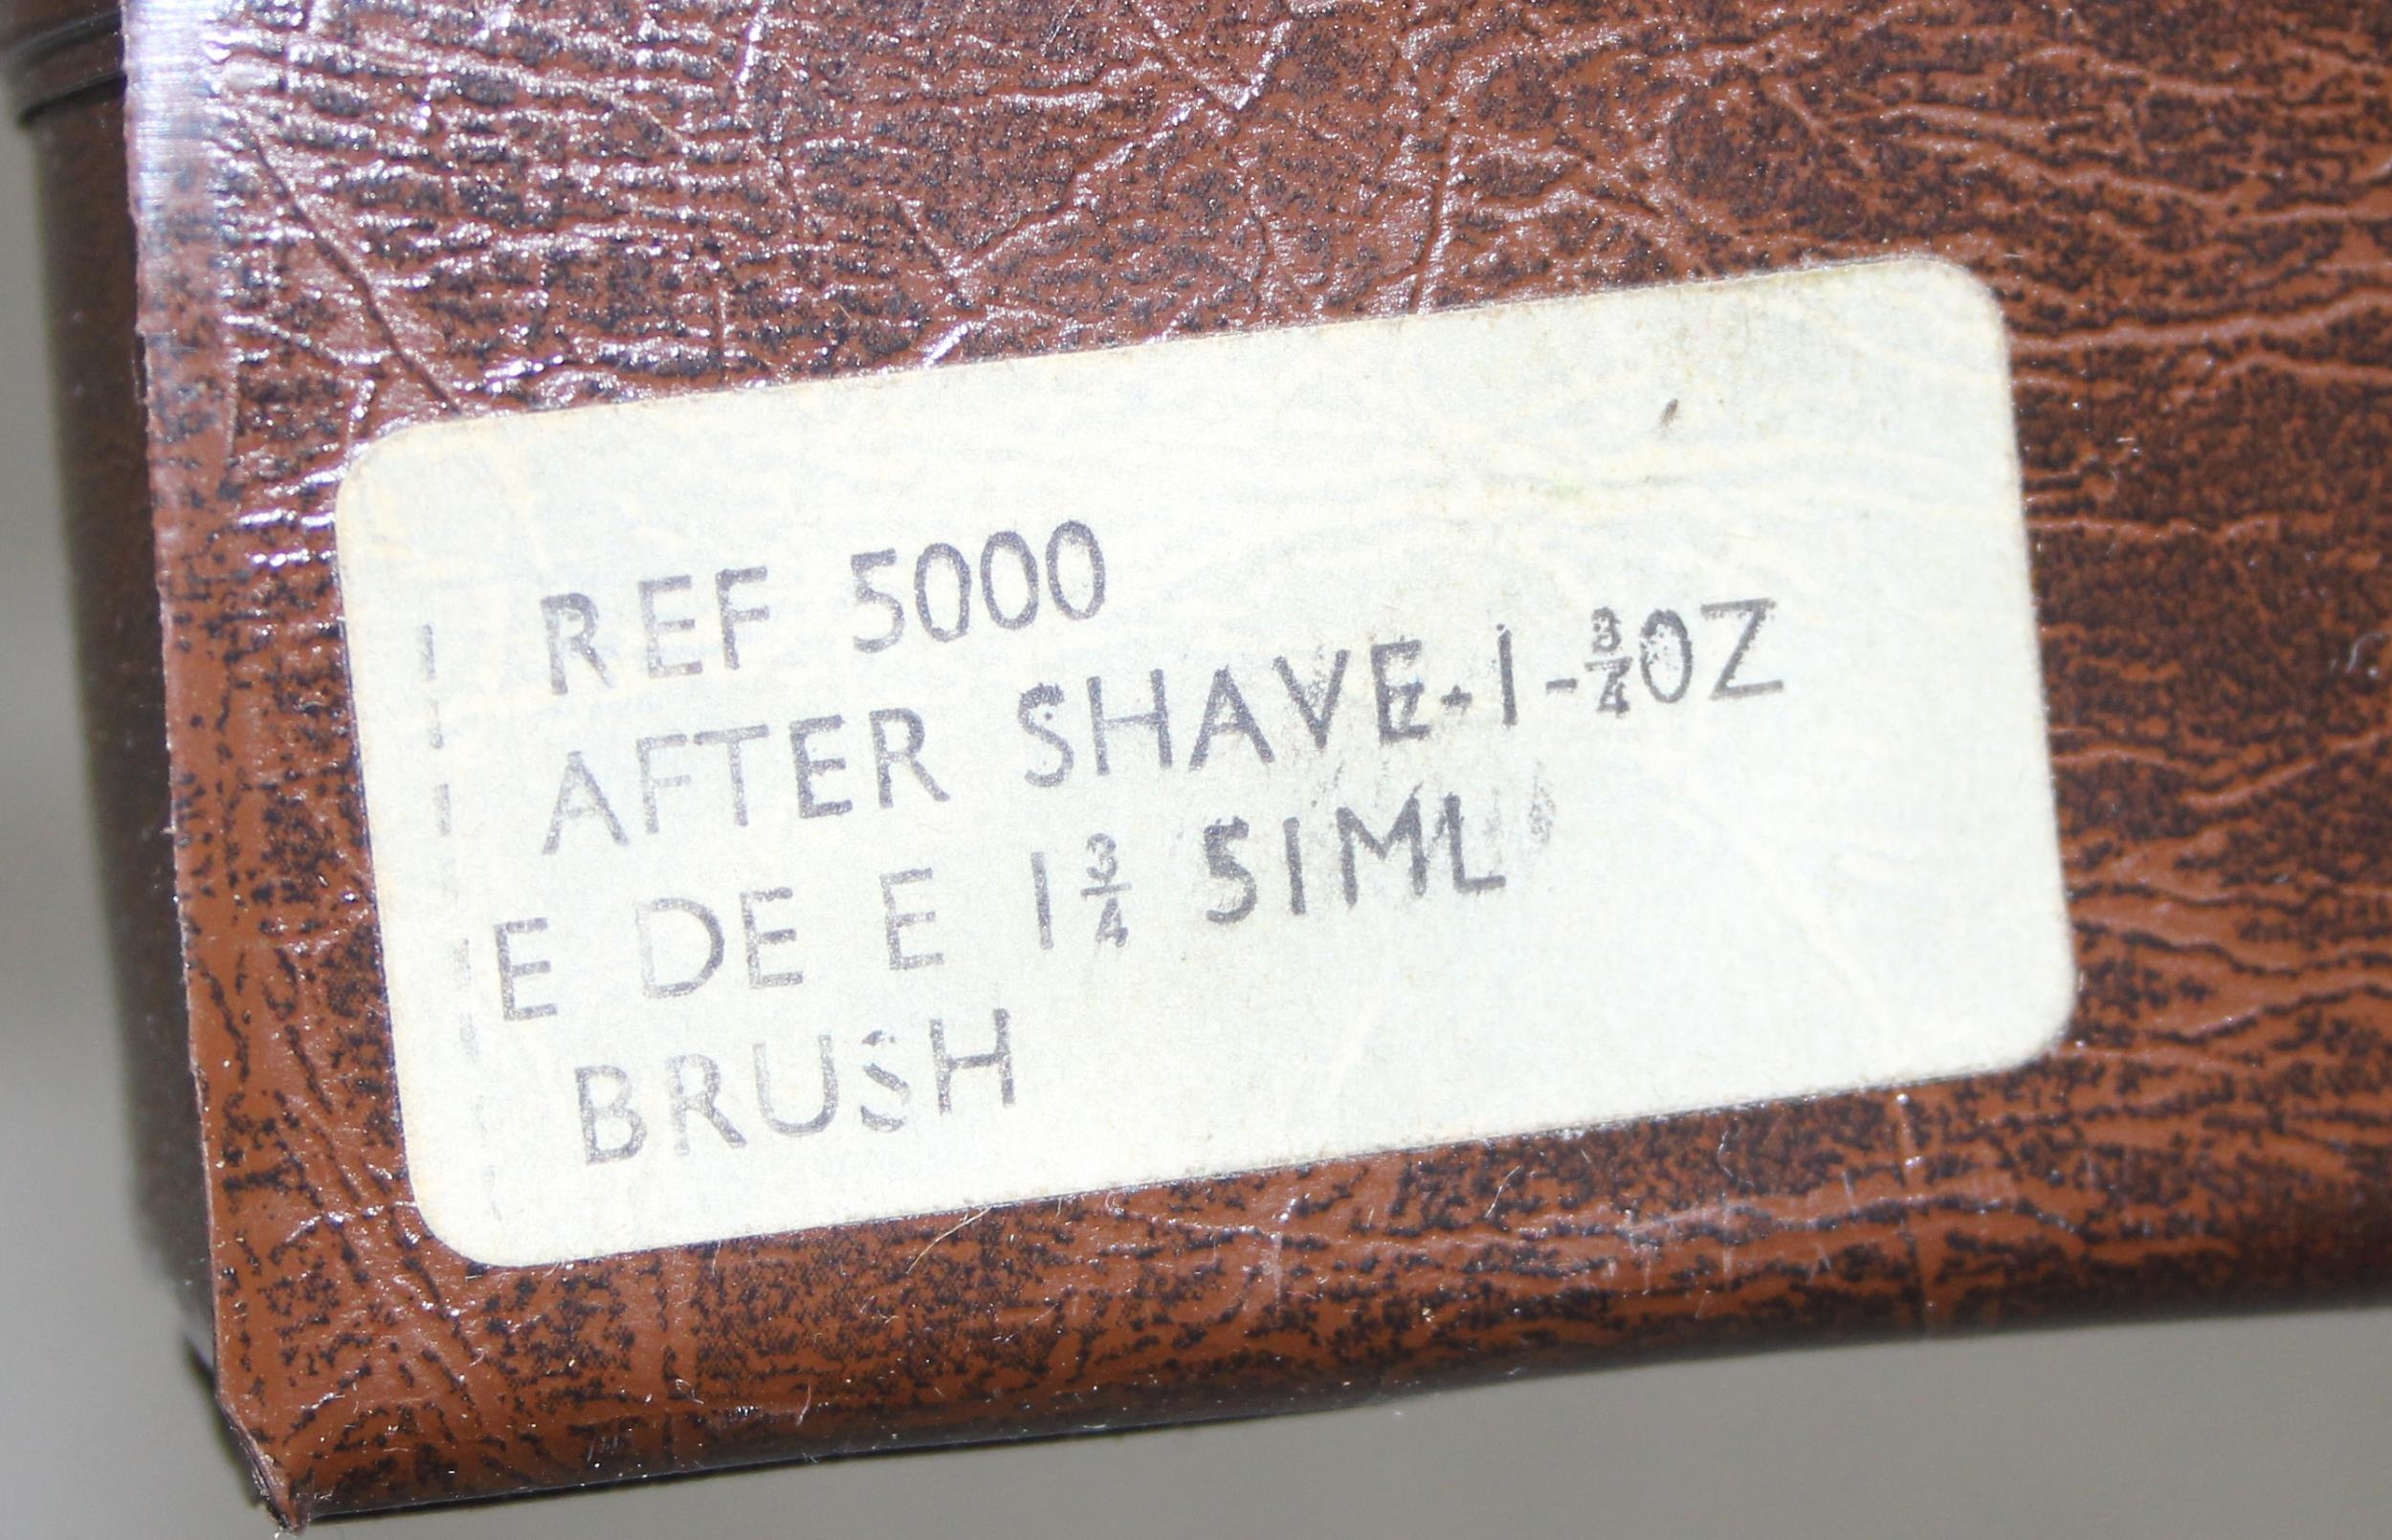 REF 5000
AFTER SHAVE-1-¾OZ
E DE E 1¾ 51ML
BRUSH